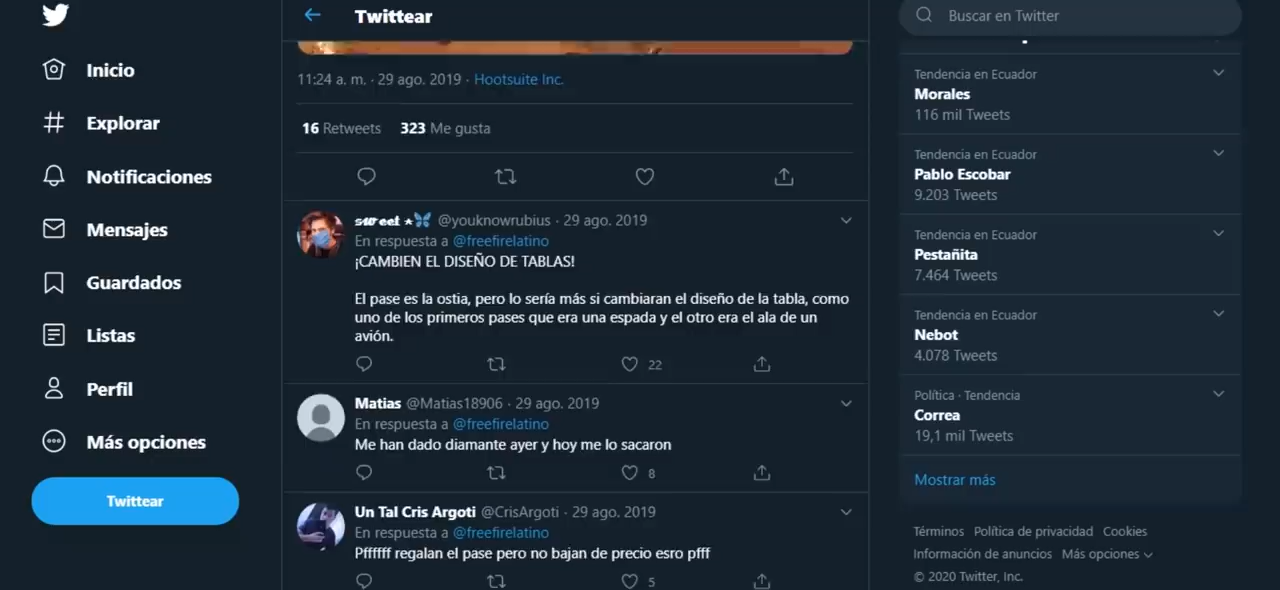 Inicio
Explorar
Notificaciones
Mensajes
Guardados
Listas
Perfil
Más opciones
Twittear
Twittear
11:24 a. m. · 29 ago. 2019 · Hootsuite Inc.
16 Retweets 323 Me gusta
sweet ★🦋 @youknowrubius · 29 ago. 2019
En respuesta a @freefirelatino
¡CAMBIEN EL DISEÑO DE TABLAS!
El pase es la ostia, pero lo sería más si cambiaran el diseño de la tabla, como
uno de los primeros pases que era una espada y el otro era el ala de un
avión.
22
Matias @Matias18906 · 29 ago. 2019
En respuesta a @freefirelatino
Me han dado diamante ayer y hoy me lo sacaron
8
Un Tal Cris Argoti @CrisArgoti · 29 ago. 2019
En respuesta a @freefirelatino
Pffffff regalan el pase pero no bajan de precio esro pfff
5
Buscar en Twitter
Tendencia en Ecuador
Morales
116 mil Tweets
Tendencia en Ecuador
Pablo Escobar
9.203 Tweets
Tendencia en Ecuador
Pestañita
7.464 Tweets
Tendencia en Ecuador
Nebot
4.078 Tweets
Política · Tendencia
Correa
19,1 mil Tweets
Mostrar más
Términos Política de privacidad Cookies
Información de anuncios Más opciones
© 2020 Twitter, Inc.